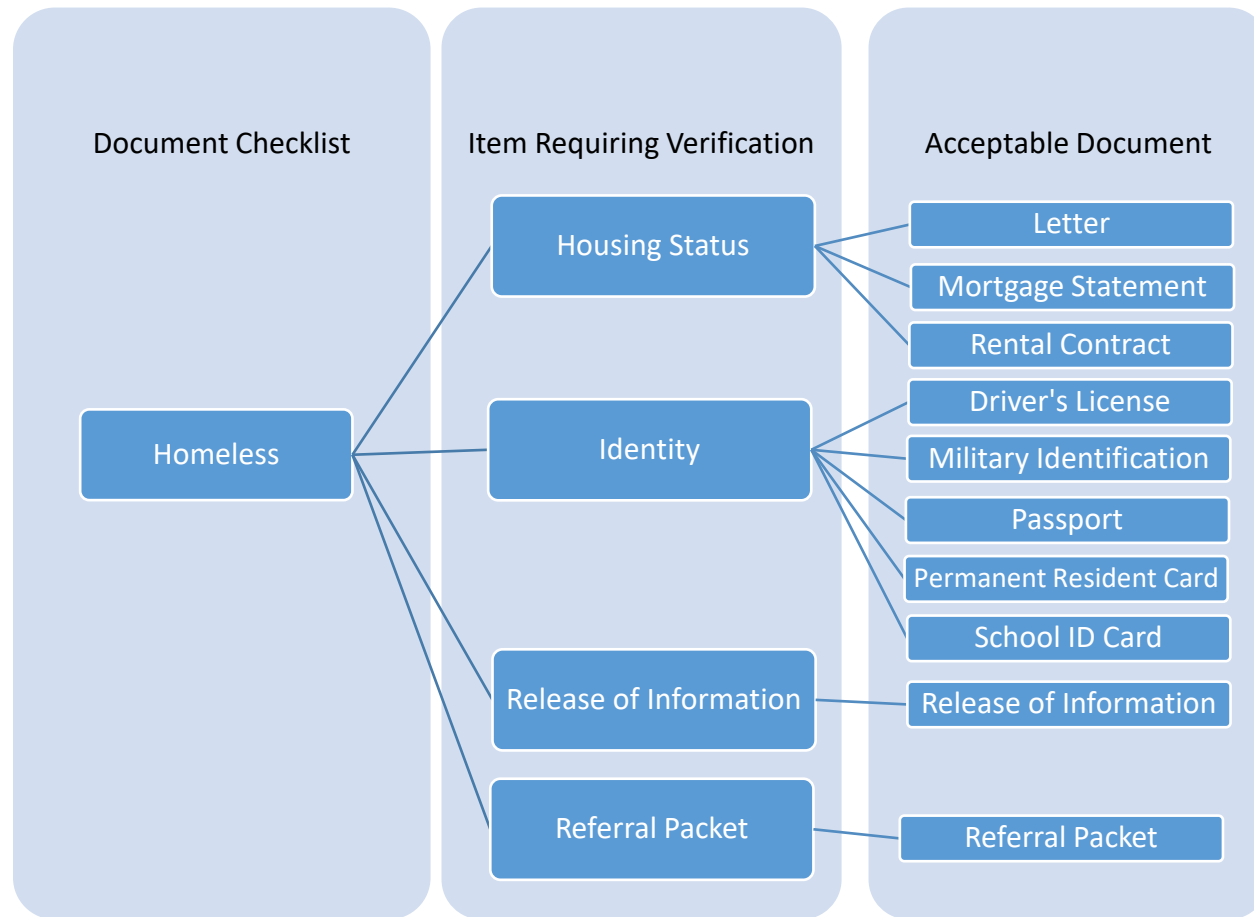 Document Checklist
Item Requiring Verification
Acceptable Document
Homeless
Housing Status
Identity
Release of Information
Referral Packet
Letter
Mortgage Statement
Rental Contract
Driver's License
Military Identification
Passport
Permanent Resident Card
School ID Card
Release of Information
Referral Packet